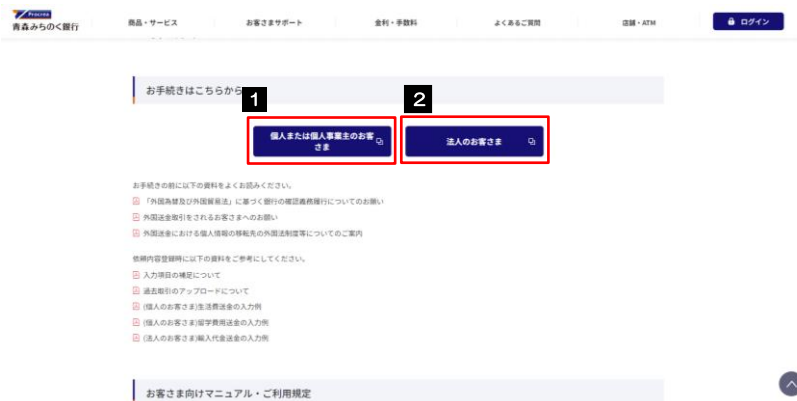 Procrea
青森みちのく銀行
商品・サービス
お客さまサポート
金利・手数料
よくあるご質問
店舗・ATM
ログイン
お手続きはこちらから
1
2
個人または個人事業主のお客
さま
法人のお客さま
お手続きの前に以下の資料をよくお読みください。
「外国為替及び外国貿易法」に基づく銀行の確認義務履行についてのお願い
外国送金取引をされるお客さまへのお願い
外国送金における個人情報の移転先の外国法制度等についてのご案内
依頼内容登録時に以下の資料をご参考にしてください。
入力項目の補足について
過去取引のアップロードについて
(個人のお客さま)生活費送金の入力例
(個人のお客さま)留学費用送金の入力例
(法人のお客さま)輸入代金送金の入力例
お客さま向けマニュアル・ご利用規定